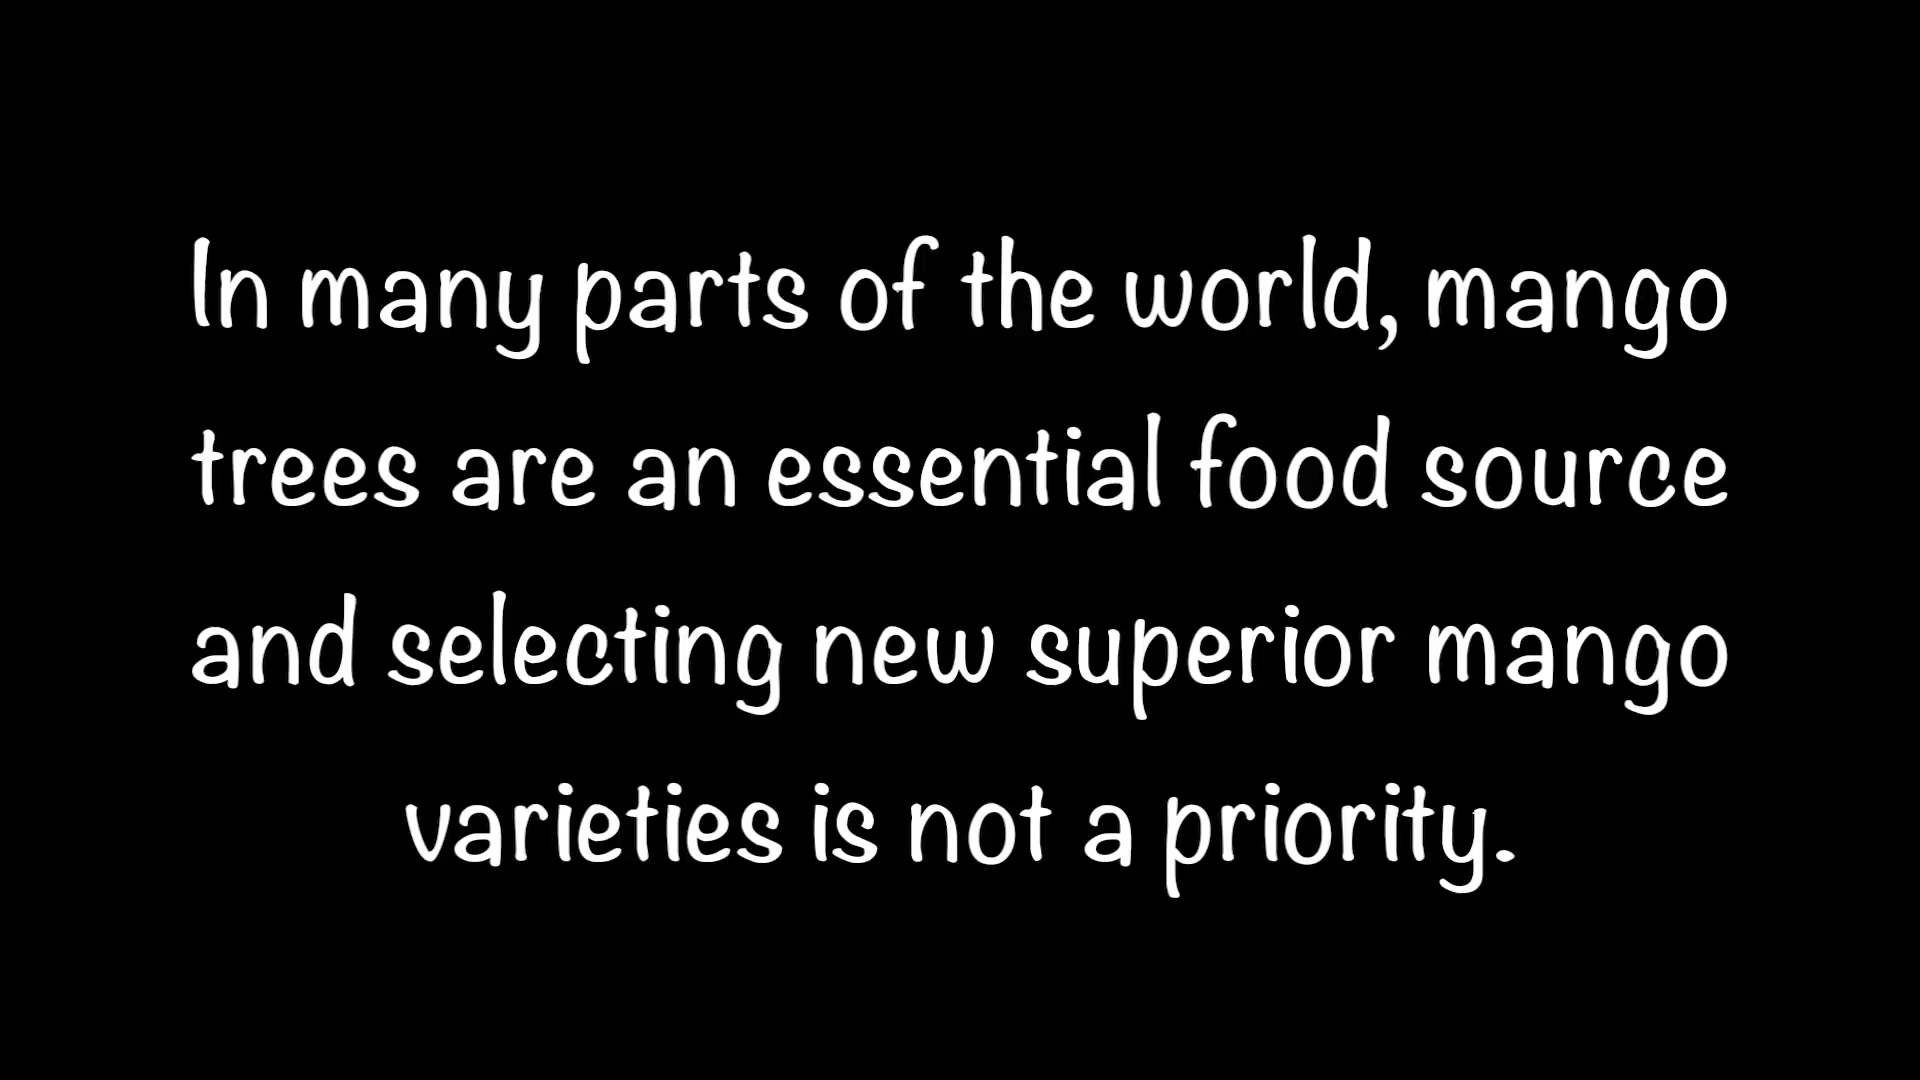 In many parts of the world, mango
trees are an essential food source
and selecting new superior mango
varieties is not a priority.